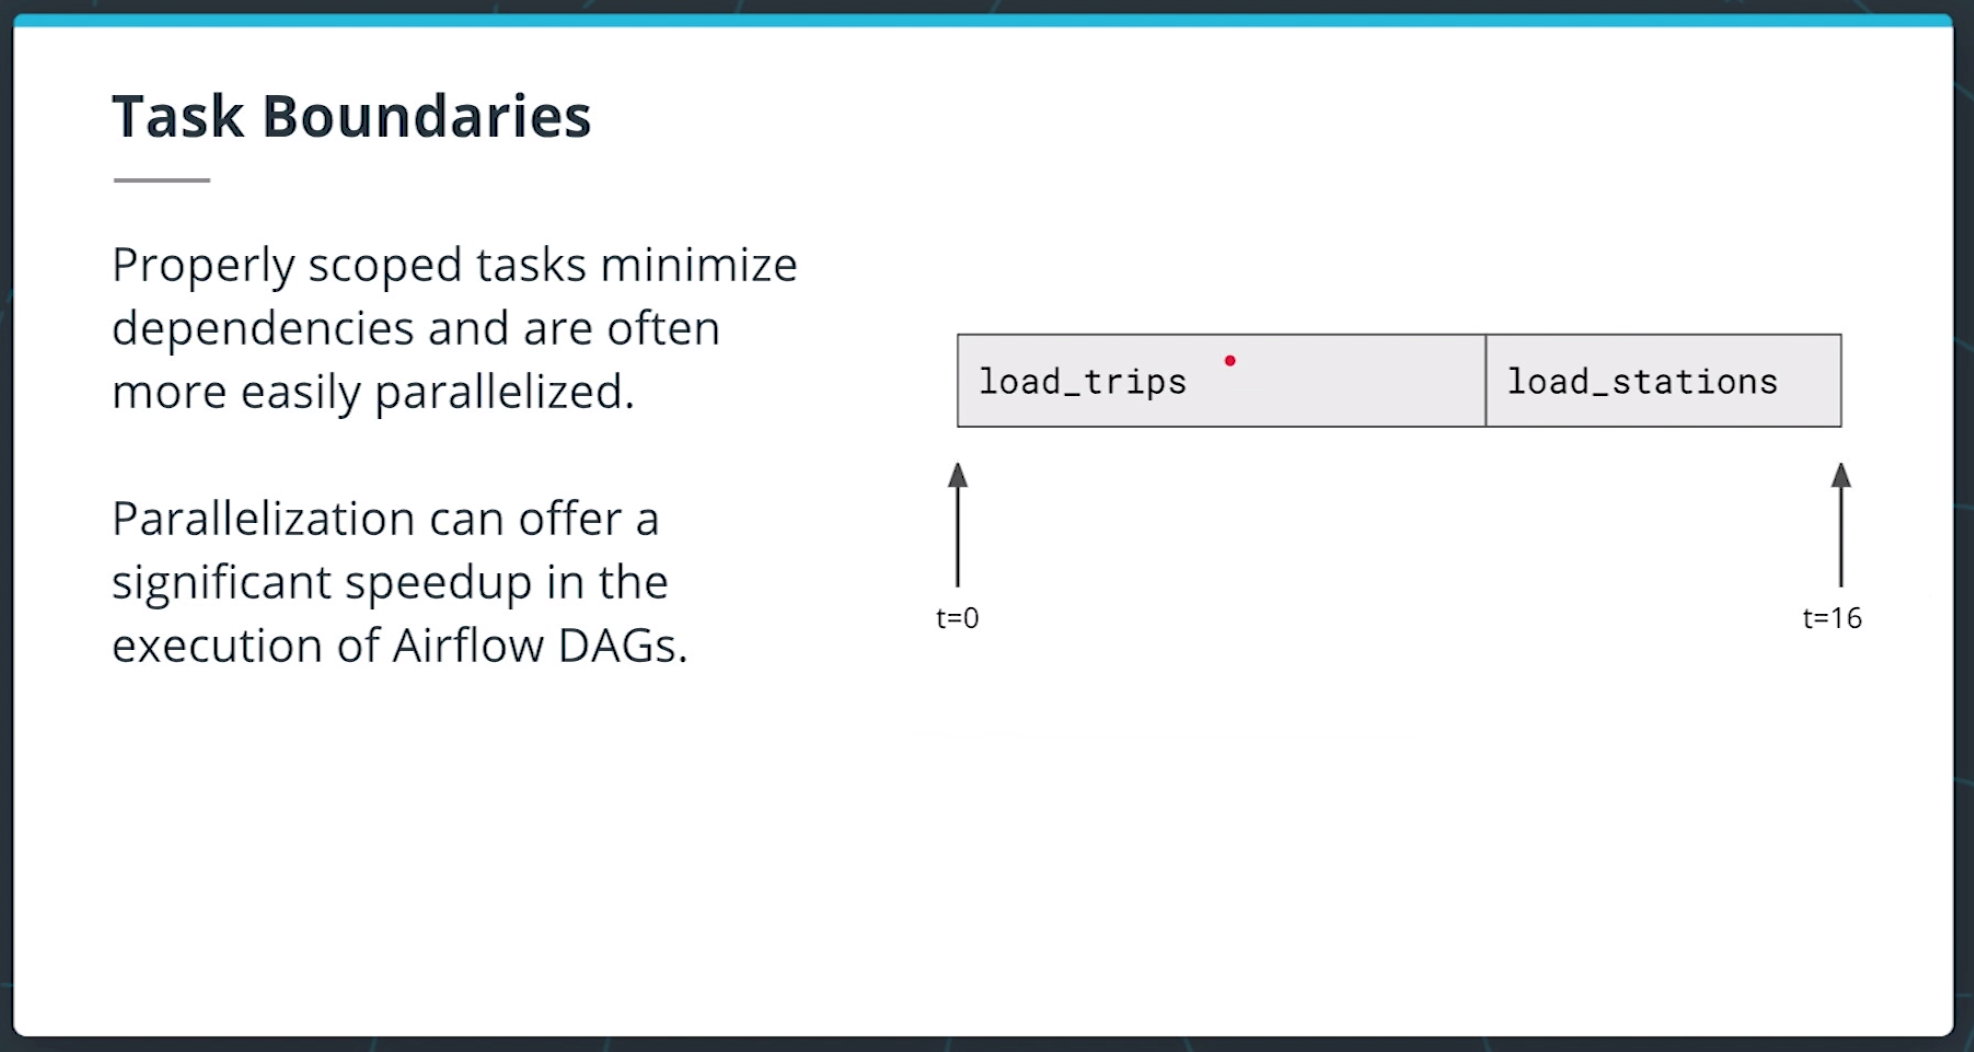 Task Boundaries
Properly scoped tasks minimize
dependencies and are often
more easily parallelized.
Parallelization can offer a
significant speedup in the
execution of Airflow DAGs.
load_trips
load_stations
t=0
t=16